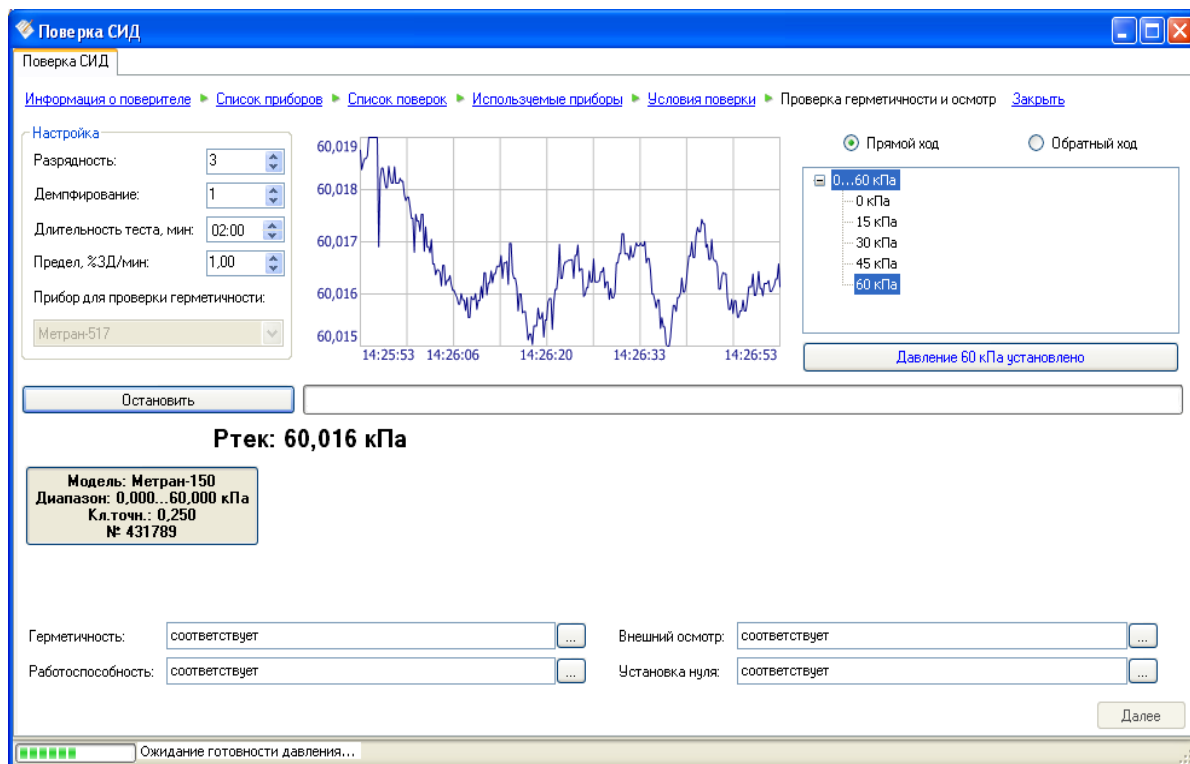 Поверка СИД
Поверка СИД
Информация о поверителе Список приборов Список поверок Используемые приборы Условия поверки Проверка герметичности и осмотр Закрыть
Настройка
Разрядность: 3
Демпфирование: 1
Длительность теста, мин: 02:00
Предел, %ЗД/мин: 1,00
Прибор для проверки герметичности:
Метран-517
60,019
60,018
60,017
60,016
60,015
14:25:53 14:26:06 14:26:20 14:26:33 14:26:53
Прямой ход Обратный ход
0...60 кПа
0 кПа
15 кПа
30 кПа
45 кПа
60 кПа
Давление 60 кПа установлено
Остановить
Ртек: 60,016 кПа
Модель: Метран-150
Диапазон: 0,000...60,000 кПа
Кл.точн.: 0,250
№ 431789
Герметичность: соответствует ... Внешний осмотр: соответствует ...
Работоспособность: соответствует ... Установка нуля: соответствует ...
Далее
Ожидание готовности давления...